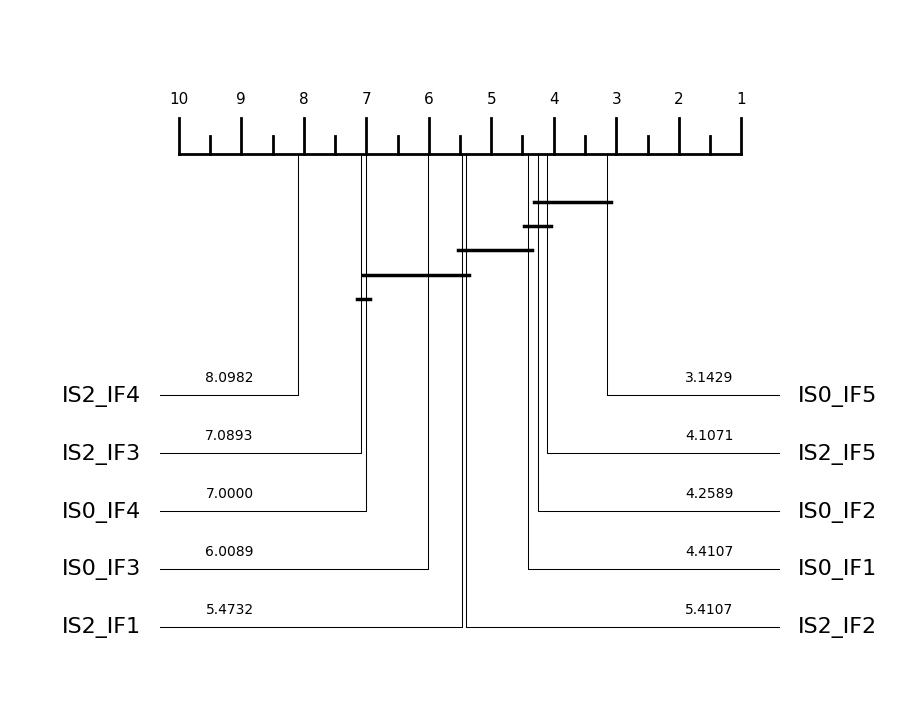 10 9 8 7 6 5 4 3 2 1
8.0982 3.1429
IS2_IF4 IS0_IF5
7.0893 4.1071
IS2_IF3 IS2_IF5
7.0000 4.2589
IS0_IF4 IS0_IF2
6.0089 4.4107
IS0_IF3 IS0_IF1
5.4732 5.4107
IS2_IF1 IS2_IF2